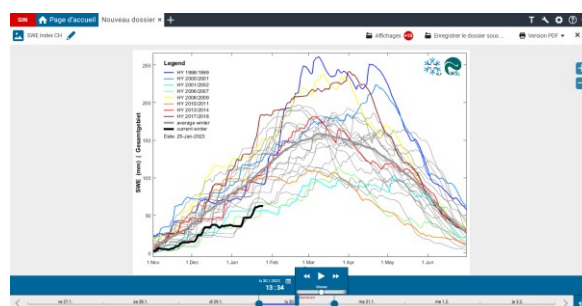 GIN Page d'accueil Nouveau dossier × +
SWE Index CH Affichages Enregistrer le dossier sous ... Version PDF ×
Legend
HY 1998/1999
HY 2000/2001
HY 2001/2002
HY 2006/2007
HY 2008/2009
HY 2010/2011
HY 2013/2014
HY 2017/2018
average winter
current winter
Date: 25-Jan-2023
SWE (mm) | Gesamtgebiet
250
200
150
100
50
0
1.Nov 1.Dec 1.Jan 1.Feb 1.Mar 1.Apr 1.May 1.Jun
13:34